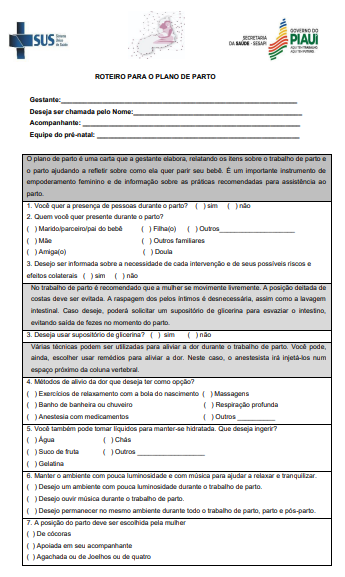 SUS
SECRETARIA
DA SAÚDE - SESAPI
GOVERNO DO
PIAUÍ
ROTEIRO PARA O PLANO DE PARTO
Gestante:
Deseja ser chamada pelo Nome:
Acompanhante:
Equipe do pré-natal:
O plano de parto é uma carta que a gestante elabora, relatando os itens sobre o trabalho de parto e
o parto ajudando a refletir sobre como ela quer parir seu bebê. É um importante instrumento de
empoderamento feminino e de informação sobre as práticas recomendadas para assistência ao
parto.
1. Você quer a presença de pessoas durante o parto? ( ) sim ( ) não
2. Quem você quer presente durante o parto?
( ) Marido/parceiro/pai do bebê ( ) Filha(o) ( ) Outros
( ) Mãe ( ) Outros familiares
( ) Amiga(o) ( ) Doula
3. Desejo ser informada sobre a necessidade de cada intervenção e de seus possíveis riscos e
efeitos colaterais ( ) sim ( ) não
No trabalho de parto é recomendado que a mulher se movimente livremente. A posição deitada de
costas deve ser evitada. A raspagem dos pelos íntimos é desnecessária, assim como a lavagem
intestinal. Caso deseje, poderá solicitar um supositório de glicerina para esvaziar o intestino,
evitando saída de fezes no momento do parto.
3. Deseja usar supositório de glicerina? ( ) sim ( ) não
Várias técnicas podem ser utilizadas para aliviar a dor durante o trabalho de parto. Você pode,
ainda, escolher usar remédios para aliviar a dor. Neste caso, o anestesista irá injetá-los num
espaço próximo da coluna vertebral.
4. Métodos de alívio da dor que deseja ter como opção?
( ) Exercícios de relaxamento com a bola do nascimento ( ) Massagens
( ) Banho de banheira ou chuveiro ( ) Respiração profunda
( ) Anestesia com medicamentos ( ) Outros
5. Você também pode tomar líquidos para manter-se hidratada. Que deseja ingerir?
( ) Água ( ) Chás
( ) Suco de fruta ( ) Outros
( ) Gelatina
6. Manter o ambiente com pouca luminosidade e com música para ajudar a relaxar e tranquilizar.
( ) Desejo um ambiente com pouca luminosidade durante o trabalho de parto.
( ) Desejo ouvir música durante o trabalho de parto.
( ) Desejo permanecer no mesmo ambiente durante todo o trabalho de parto, parto e pós-parto.
7. A posição do parto deve ser escolhida pela mulher
( ) De cócoras
( ) Apoiada em seu acompanhante
( ) Agachada ou de Joelhos ou de quatro